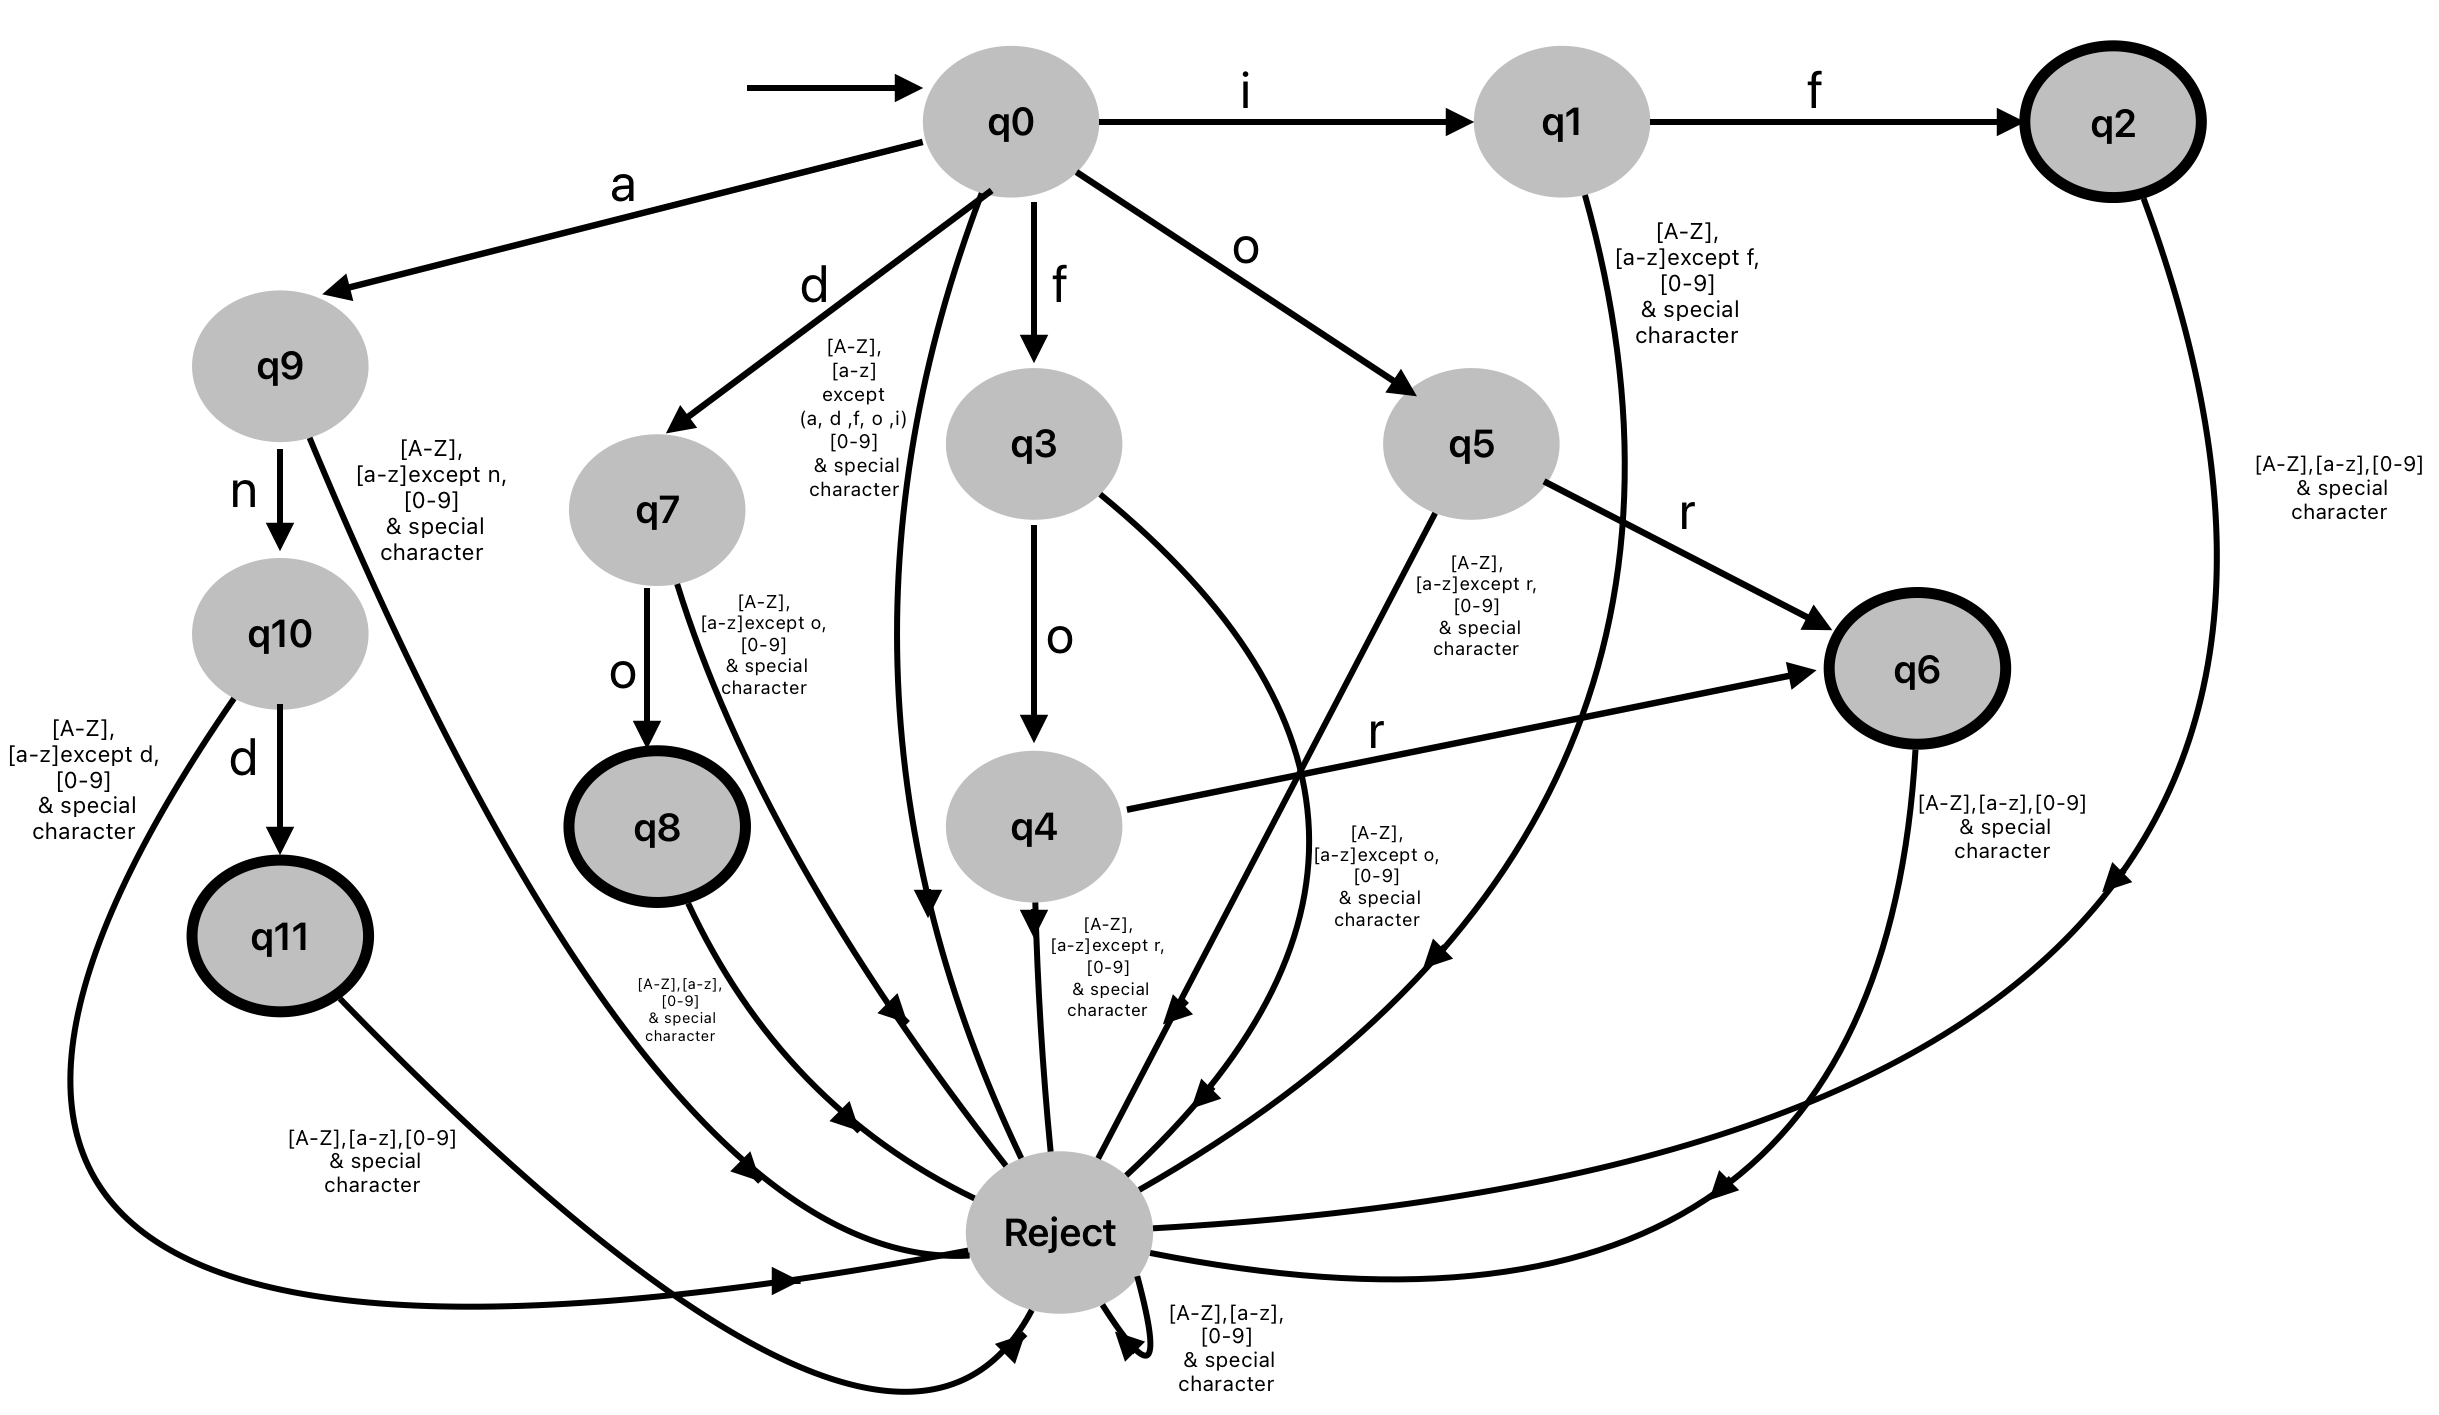 q0
i
q1
f
q2
a
o
d
f
[A-Z],
[a-z]except f,
[0-9]
& special
character
q9
[A-Z],
[a-z]
except
(a, d ,f, o ,i)
[0-9]
& special
character
q3
q5
[A-Z],
[a-z]except n,
[0-9]
& special
character
n
q7
r
[A-Z],[a-z],[0-9]
& special
character
q10
[A-Z],
[a-z]except o,
[0-9]
& special
character
o
o
[A-Z],
[a-z]except r,
[0-9]
& special
character
q6
[A-Z],
[a-z]except d,
[0-9]
& special
character
d
r
q8
q4
[A-Z],[a-z],[0-9]
& special
character
q11
[A-Z],
[a-z]except o,
[0-9]
& special
character
[A-Z],
[a-z]except r,
[0-9]
& special
character
[A-Z],[a-z],
[0-9]
& special
character
[A-Z],[a-z],[0-9]
& special
character
Reject
[A-Z],[a-z],
[0-9]
& special
character